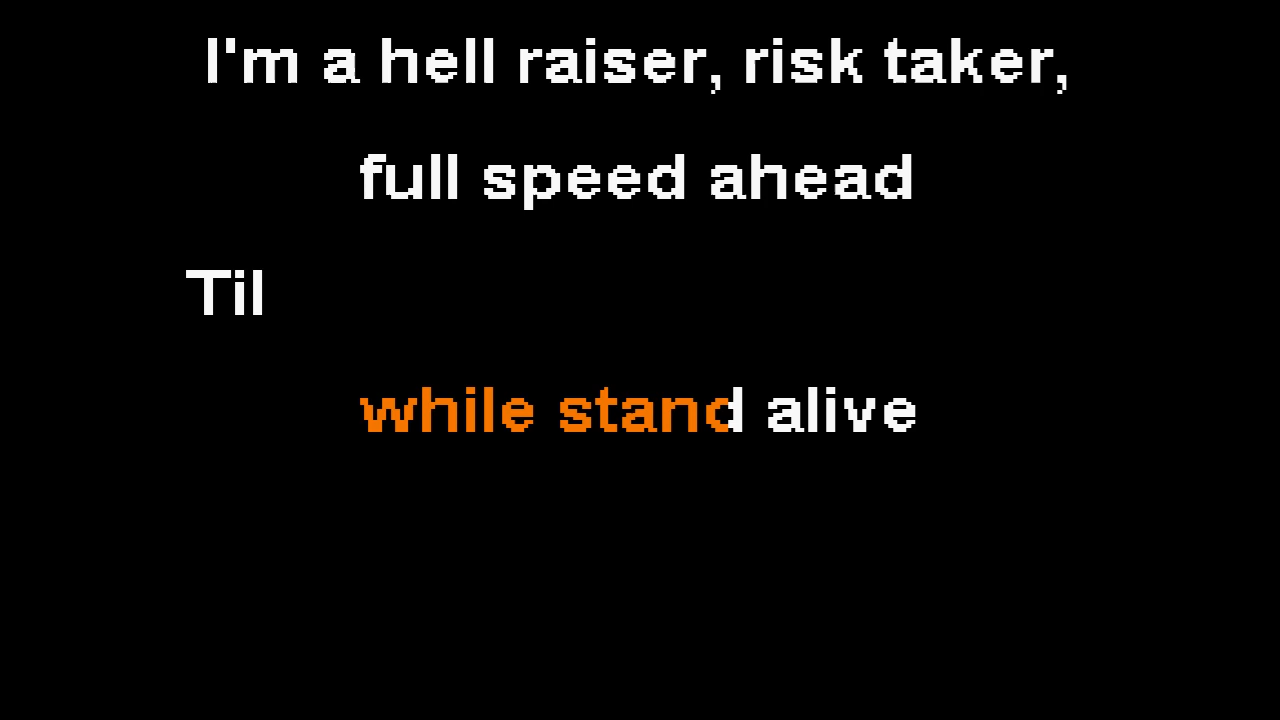 I'm a hell raiser, risk taker,
full speed ahead
Til
while stand alive